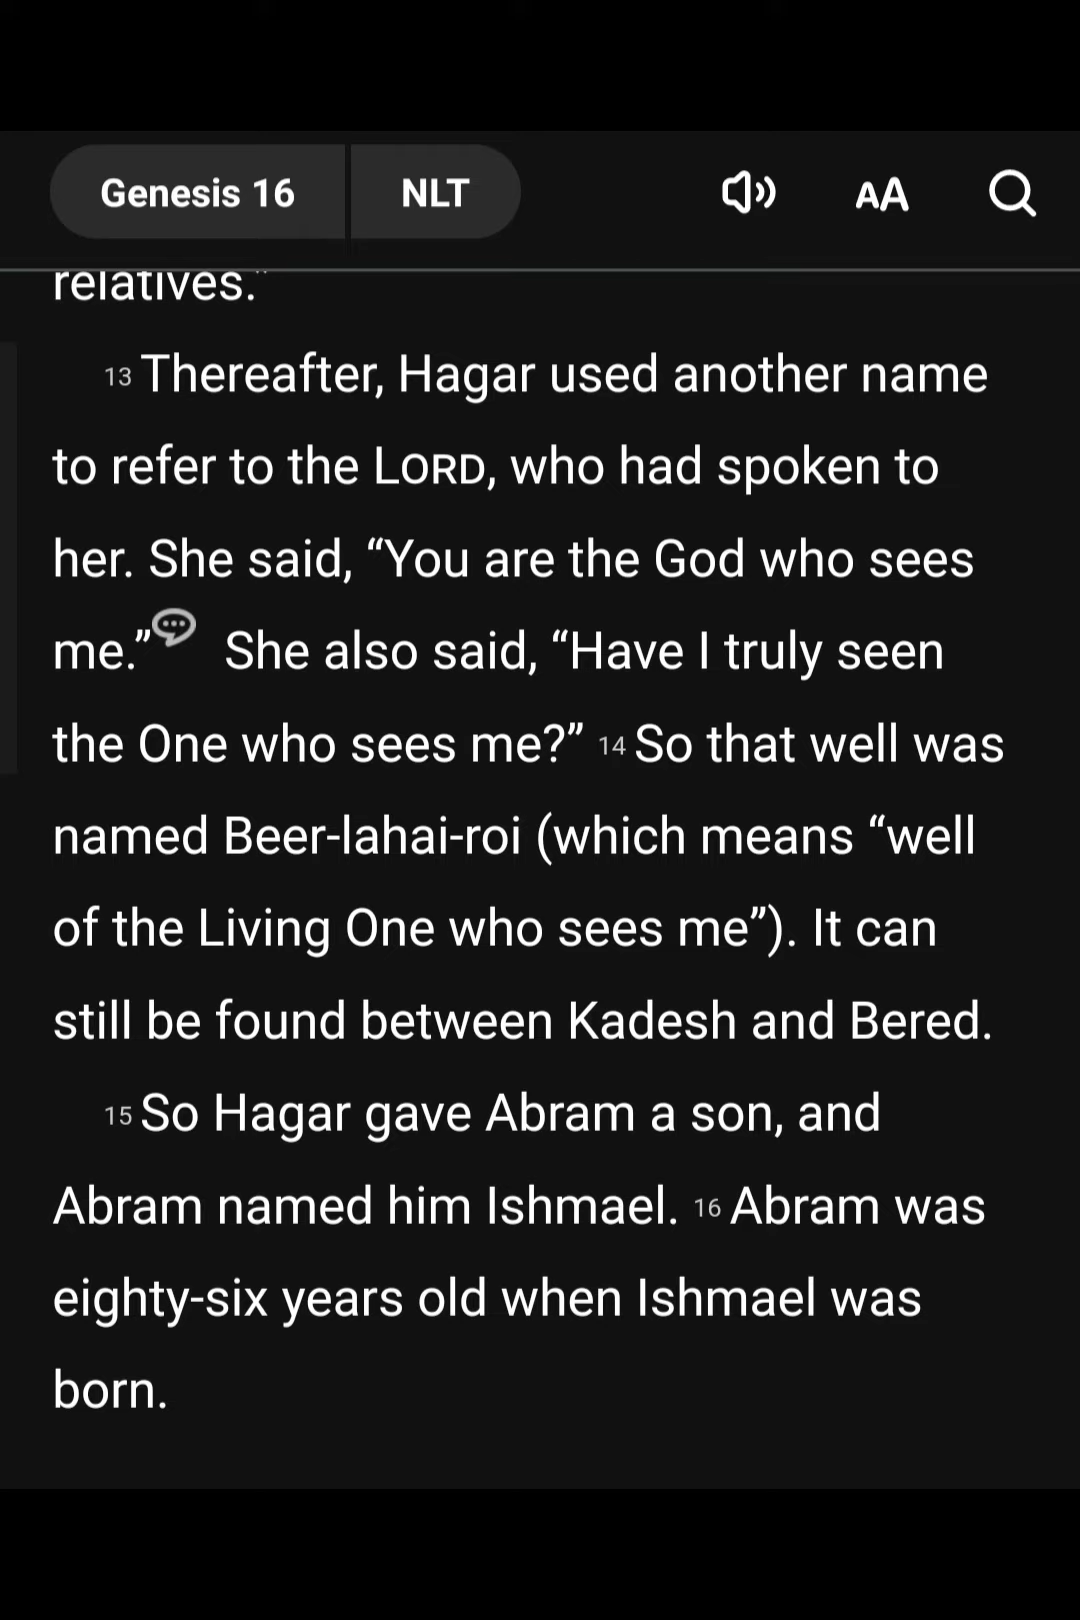 Genesis 16 NLT AA
relatives.”
13 Thereafter, Hagar used another name
to refer to the LORD, who had spoken to
her. She said, “You are the God who sees
me.” She also said, “Have I truly seen
the One who sees me?” 14 So that well was
named Beer-lahai-roi (which means “well
of the Living One who sees me”). It can
still be found between Kadesh and Bered.
15 So Hagar gave Abram a son, and
Abram named him Ishmael. 16 Abram was
eighty-six years old when Ishmael was
born.